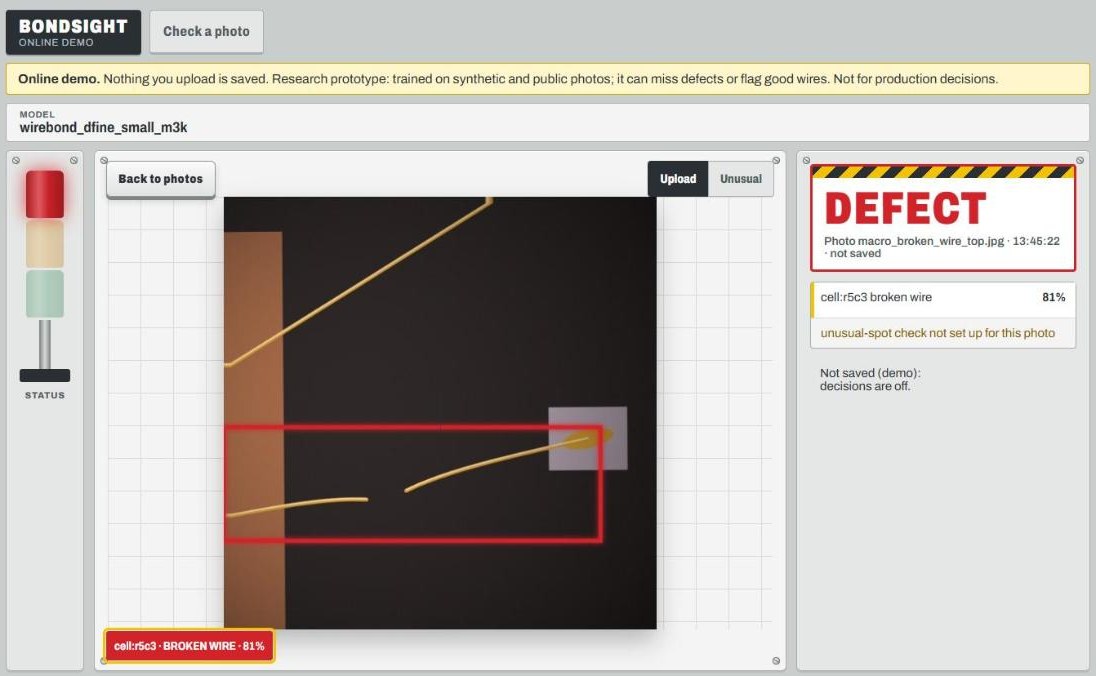 BONDSIGHT
ONLINE DEMO
Check a photo
Online demo. Nothing you upload is saved. Research prototype: trained on synthetic and public photos; it can miss defects or flag good wires. Not for production decisions.
MODEL
wirebond_dfine_small_m3k
STATUS
Back to photos
Upload
Unusual
cell:r5c3 · BROKEN WIRE · 81%
DEFECT
Photo macro_broken_wire_top.jpg · 13:45:22
· not saved
cell:r5c3 broken wire 81%
unusual-spot check not set up for this photo
Not saved (demo):
decisions are off.